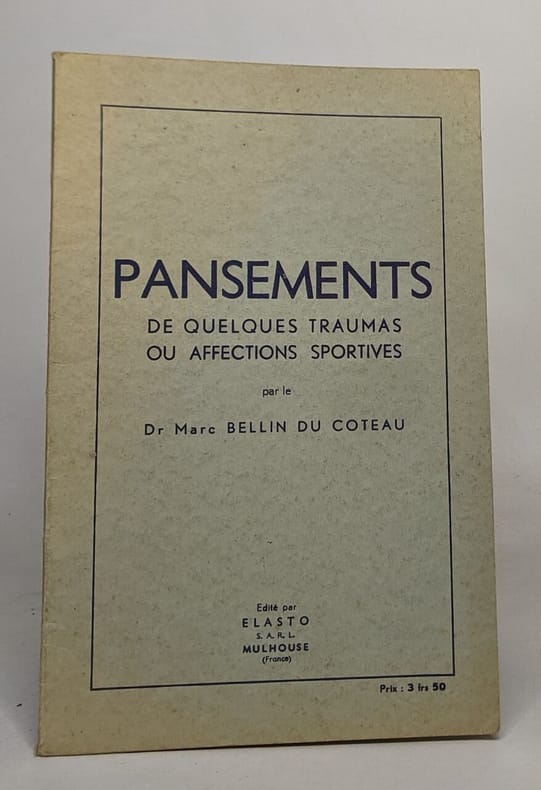 PANSEMENTS
DE QUELQUES TRAUMAS
OU AFFECTIONS SPORTIVES
par le
Dr Marc BELLIN DU COTEAU
Edité par
ELASTO
S. A. R. L.
MULHOUSE
(France)
Prix : 3 frs 50